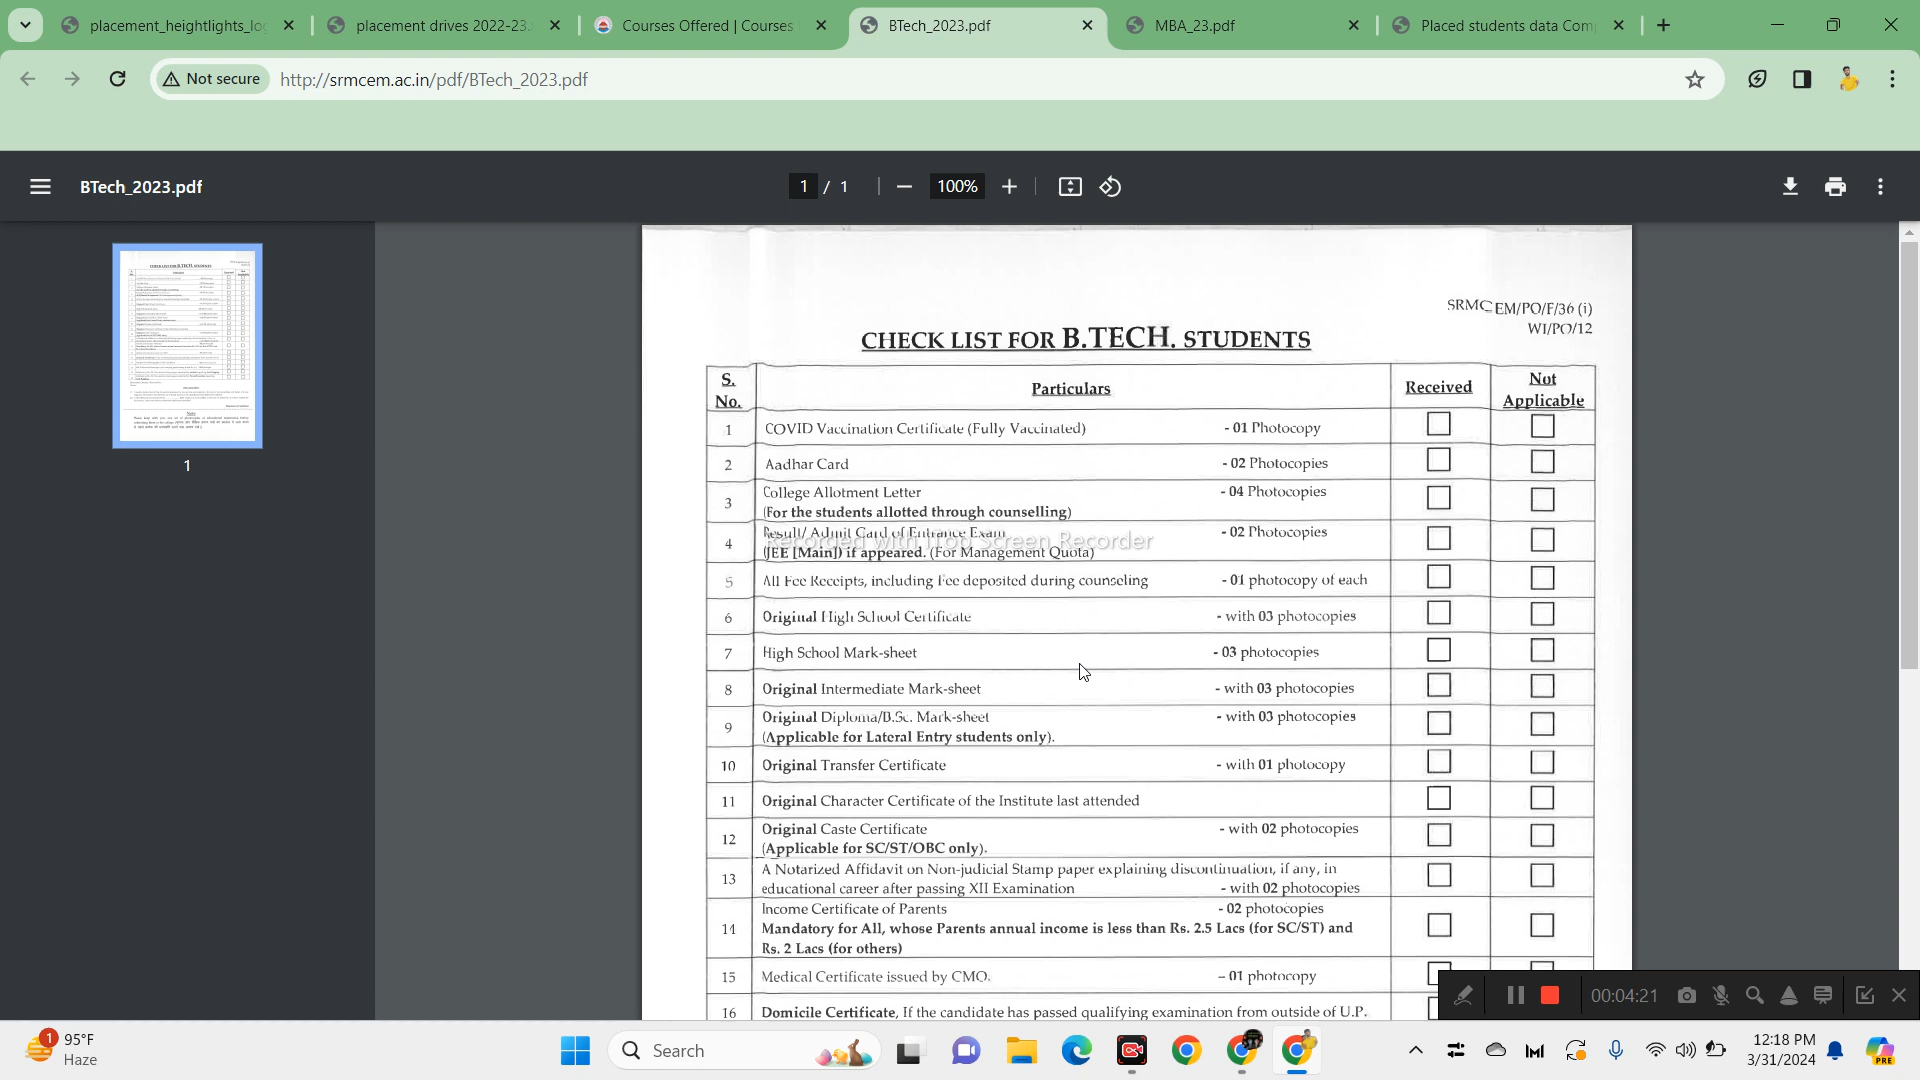 placement_heightlights_log
placement drives 2022-23.
Courses Offered | Courses
BTech_2023.pdf
MBA_23.pdf
Placed students data Comp
Not secure
http://srmcem.ac.in/pdf/BTech_2023.pdf
BTech_2023.pdf
1 / 1
100%
1
SRMCEM/PO/F/36 (i)
WI/PO/12
CHECK LIST FOR B.TECH. STUDENTS
S. No. Particulars Received Not Applicable
1 COVID Vaccination Certificate (Fully Vaccinated) - 01 Photocopy
2 Aadhar Card - 02 Photocopies
3 College Allotment Letter - 04 Photocopies
(For the students allotted through counselling)
4 Result/ Admit Card of Entrance Exam - 02 Photocopies
(JEE [Main]) if appeared. (For Management Quota)
Recorded with iTop Screen Recorder
5 All Fee Receipts, including Fee deposited during counseling - 01 photocopy of each
6 Original High School Certificate - with 03 photocopies
7 High School Mark-sheet - 03 photocopies
8 Original Intermediate Mark-sheet - with 03 photocopies
9 Original Diploma/B.Sc. Mark-sheet - with 03 photocopies
(Applicable for Lateral Entry students only).
10 Original Transfer Certificate - with 01 photocopy
11 Original Character Certificate of the Institute last attended
12 Original Caste Certificate - with 02 photocopies
(Applicable for SC/ST/OBC only).
13 A Notarized Affidavit on Non-judicial Stamp paper explaining discontinuation, if any, in
educational career after passing XII Examination - with 02 photocopies
14 Income Certificate of Parents - 02 photocopies
Mandatory for All, whose Parents annual income is less than Rs. 2.5 Lacs (for SC/ST) and
Rs. 2 Lacs (for others)
15 Medical Certificate issued by CMO. – 01 photocopy
16 Domicile Certificate, If the candidate has passed qualifying examination from outside of U.P.
00:04:21
1
95°F
Haze
Search
12:18 PM
3/31/2024
PRE